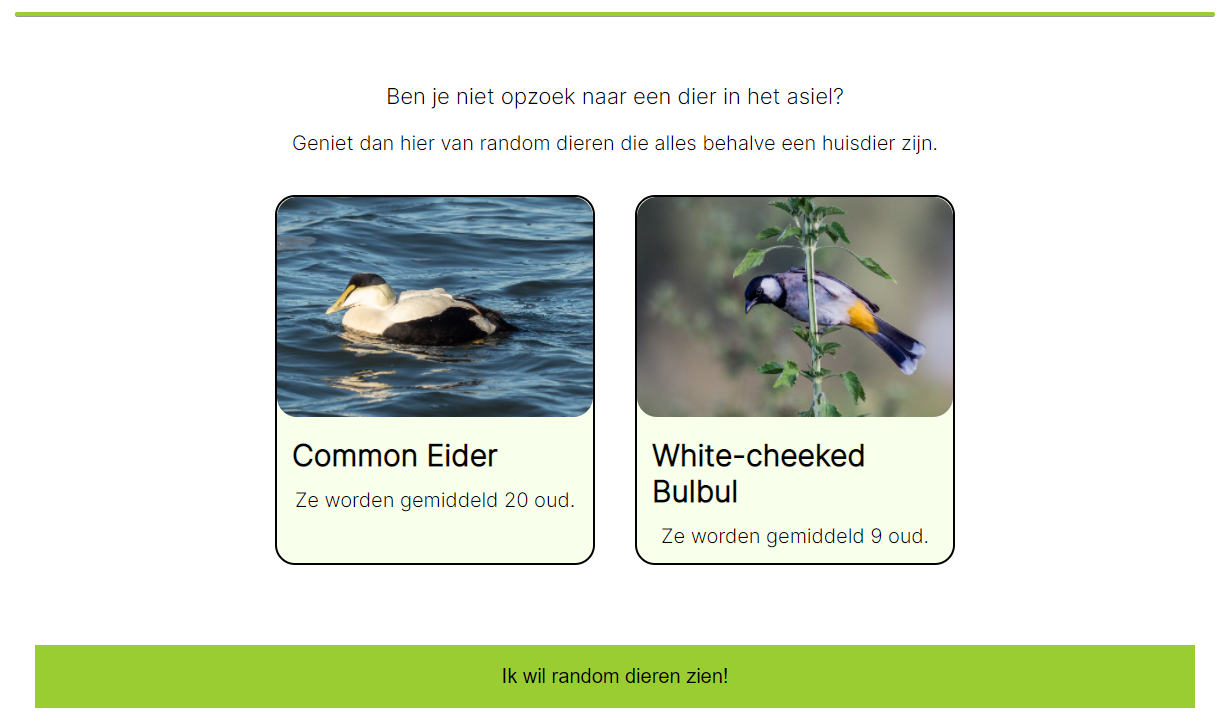 Ben je niet opzoek naar een dier in het asiel?
Geniet dan hier van random dieren die alles behalve een huisdier zijn.
Common Eider
Ze worden gemiddeld 20 oud.
White-cheeked
Bulbul
Ze worden gemiddeld 9 oud.
Ik wil random dieren zien!